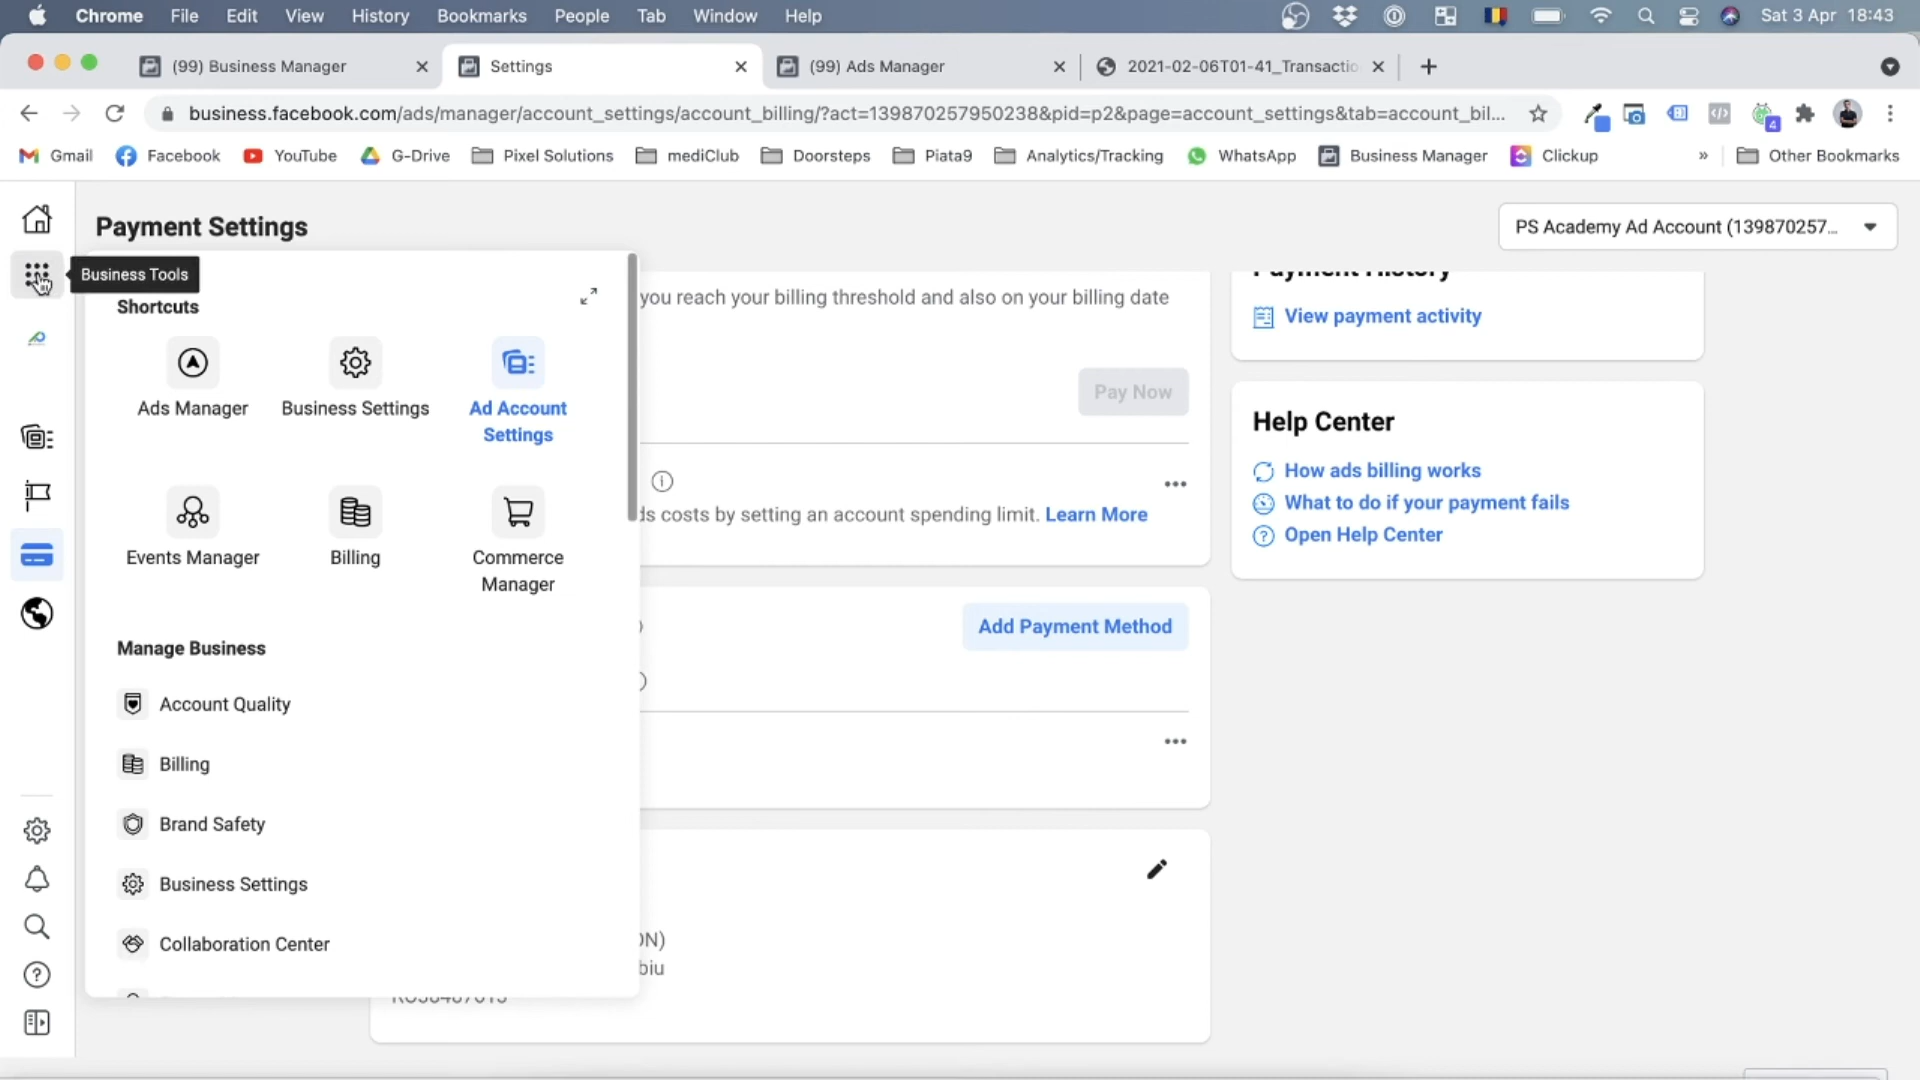 Chrome File Edit View History Bookmarks People Tab Window Help
Sat 3 Apr 18:43
(99) Business Manager
Settings
(99) Ads Manager
2021-02-06T01-41_Transactio
business.facebook.com/ads/manager/account_settings/account_billing/?act=139870257950238&pid=p2&page=account_settings&tab=account_bil...
4
Gmail Facebook YouTube G-Drive Pixel Solutions mediClub Doorsteps Piata9 Analytics/Tracking WhatsApp Business Manager Clickup » Other Bookmarks
Payment Settings
PS Academy Ad Account (139870257...
Business Tools
Shortcuts
Ads Manager
Business Settings
Ad Account
Settings
Events Manager
Billing
Commerce
Manager
Manage Business
Account Quality
Billing
Brand Safety
Business Settings
Collaboration Center
you reach your billing threshold and also on your billing date
Pay Now
ds costs by setting an account spending limit. Learn More
Add Payment Method
ON)
biu
Payment History
View payment activity
Help Center
How ads billing works
What to do if your payment fails
Open Help Center